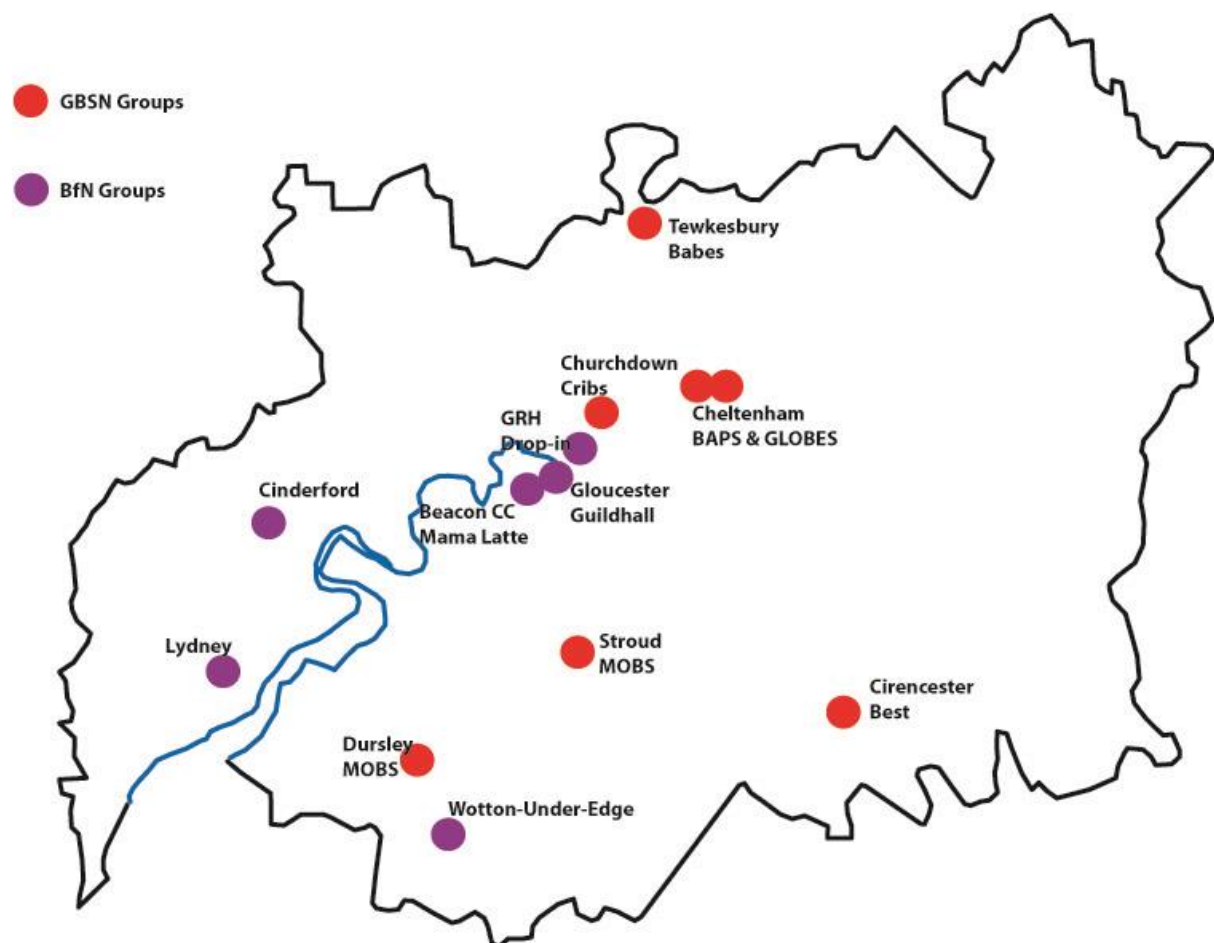 GBSN Groups
BfN Groups
Tewkesbury
Babes
Churchdown
Cribs
Cheltenham
BAPS & GLOBES
GRH
Drop-in
Gloucester
Guildhall
Beacon CC
Mama Latte
Cinderford
Lydney
Stroud
MOBS
Cirencester
Best
Dursley
MOBS
Wotton-Under-Edge